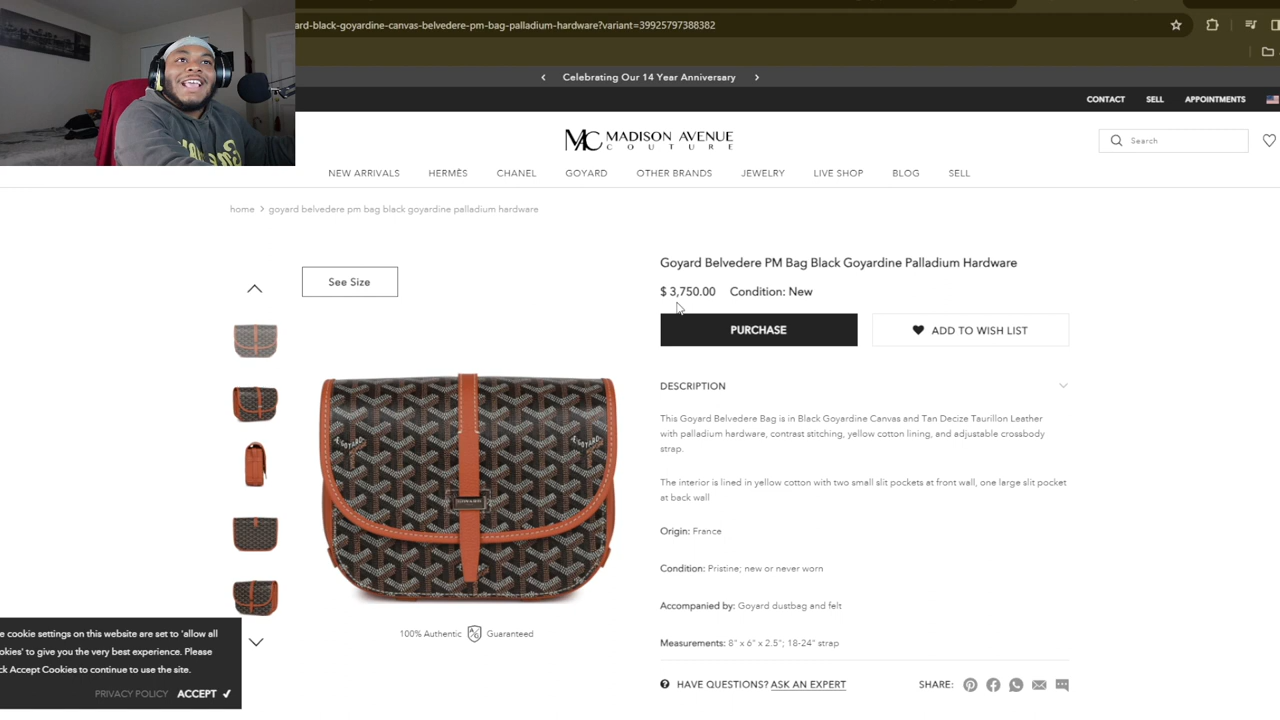 ard-black-goyardine-canvas-belvedere-pm-bag-palladium-hardware?variant=39925797388382
Celebrating Our 14 Year Anniversary
CONTACT SELL APPOINTMENTS
MC MADISON AVENUE
COUTURE
Search
NEW ARRIVALS HERMÈS CHANEL GOYARD OTHER BRANDS JEWELRY LIVE SHOP BLOG SELL
home > goyard belvedere pm bag black goyardine palladium hardware
See Size
Goyard Belvedere PM Bag Black Goyardine Palladium Hardware
$ 3,750.00 Condition: New
PURCHASE
ADD TO WISH LIST
DESCRIPTION
This Goyard Belvedere Bag is in Black Goyardine Canvas and Tan Decize Taurillon Leather
with palladium hardware, contrast stitching, yellow cotton lining, and adjustable crossbody
strap.
The interior is lined in yellow cotton with two small slit pockets at front wall, one large slit pocket
at back wall
Origin: France
Condition: Pristine; new or never worn
Accompanied by: Goyard dustbag and felt
Measurements: 8" x 6" x 2.5"; 18-24" strap
HAVE QUESTIONS? ASK AN EXPERT
SHARE:
GOYARD
GOYARD
100% Authentic Guaranteed
e cookie settings on this website are set to 'allow all
okies' to give you the very best experience. Please
ck Accept Cookies to continue to use the site.
PRIVACY POLICY ACCEPT ✓